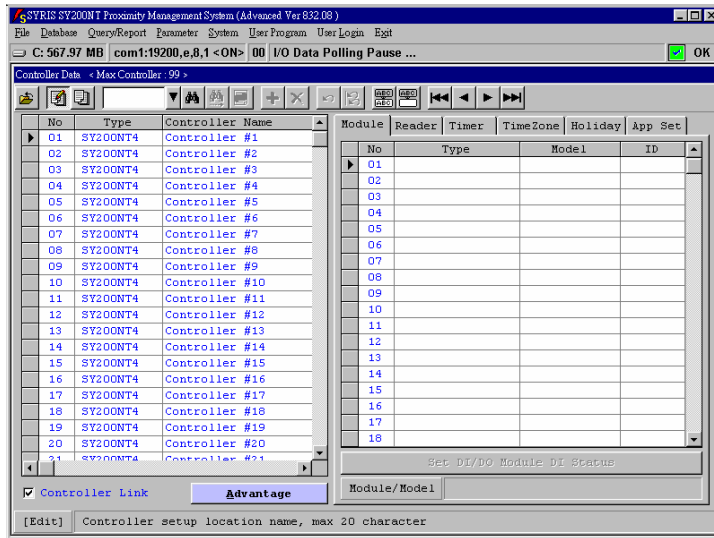 SYRIS SY200NT Proximity Management System (Advanced Ver 832.08 )
File Database Query/Report Parameter System User Program User Login Exit
C: 567.97 MB com1:19200,e,8,1 <ON> 00 I/O Data Polling Pause ... OK
Controller Data < Max Controller : 99 >
ABC ABC ABC
No Type Controller Name
01 SY200NT4 Controller #1
02 SY200NT4 Controller #2
03 SY200NT4 Controller #3
04 SY200NT4 Controller #4
05 SY200NT4 Controller #5
06 SY200NT4 Controller #6
07 SY200NT4 Controller #7
08 SY200NT4 Controller #8
09 SY200NT4 Controller #9
10 SY200NT4 Controller #10
11 SY200NT4 Controller #11
12 SY200NT4 Controller #12
13 SY200NT4 Controller #13
14 SY200NT4 Controller #14
15 SY200NT4 Controller #15
16 SY200NT4 Controller #16
17 SY200NT4 Controller #17
18 SY200NT4 Controller #18
19 SY200NT4 Controller #19
20 SY200NT4 Controller #20
21 SY200NT4 Controller #21
Controller Link
Advantage
Module Reader Timer TimeZone Holiday App Set
No Type Model ID
01
02
03
04
05
06
07
08
09
10
11
12
13
14
15
16
17
18
Set DI/DO Module DI Status
Module/Model
[Edit] Controller setup location name, max 20 character